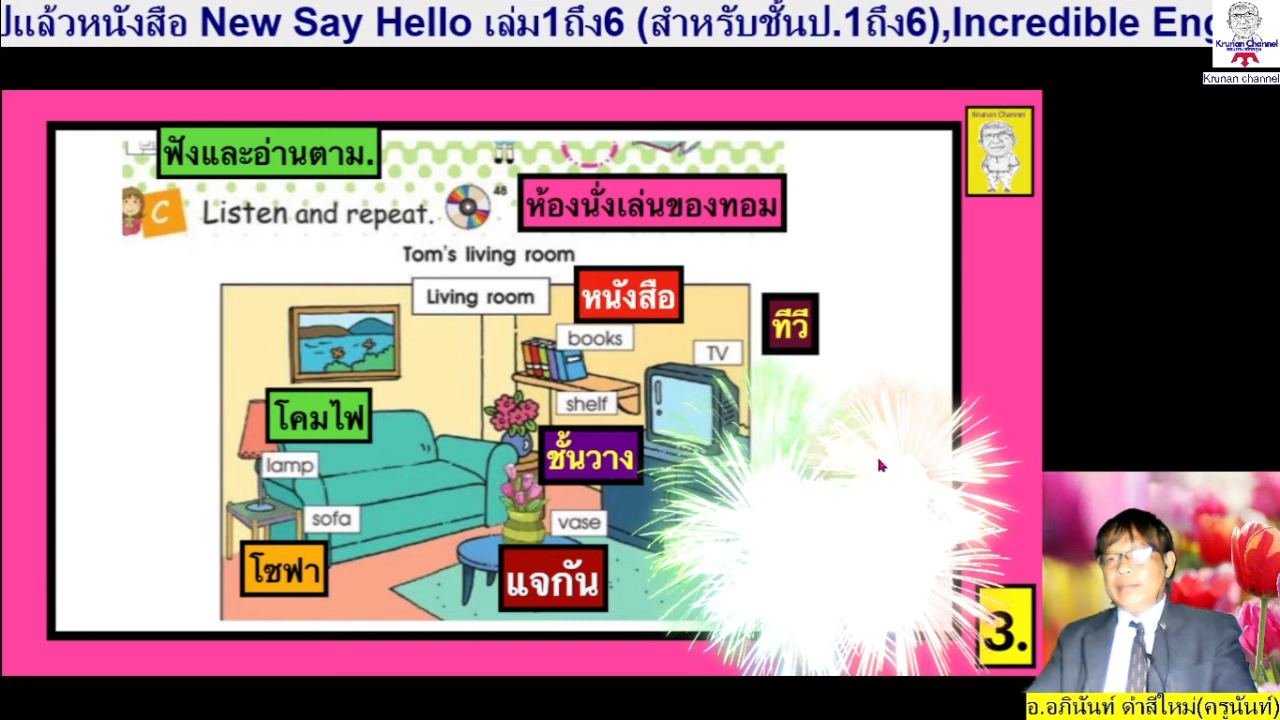 ปแล้วหนังสือ New Say Hello เล่ม1ถึง6 (สำหรับชั้นป.1ถึง6),Incredible Eng
Krunan Channel
Krunan channel
Krunan Channel
ฟังและอ่านตาม.
C Listen and repeat. 48
ห้องนั่งเล่นของทอม
Tom's living room
Living room
หนังสือ
books
ทีวี
TV
shelf
โคมไฟ
ชั้นวาง
lamp
sofa
vase
โซฟา
แจกัน
3.
อ.อภินันท์ ดำสีใหม่(ครูนันท์)